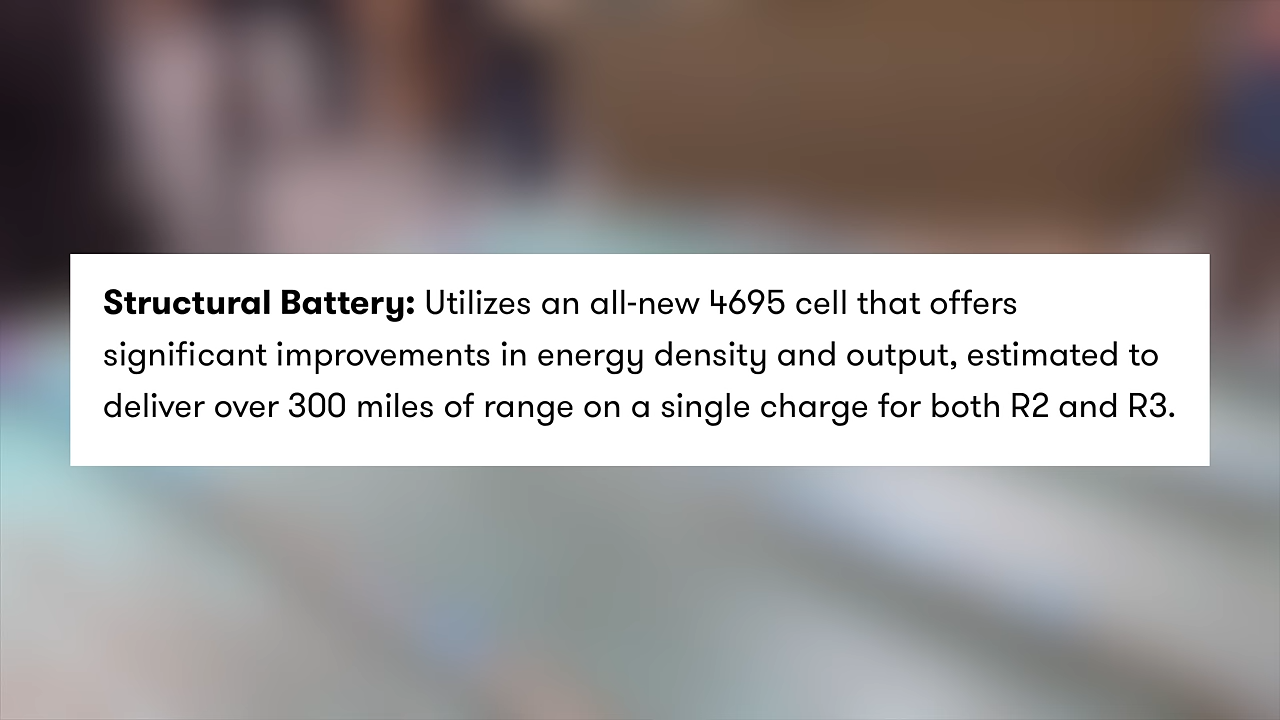 Structural Battery: Utilizes an all-new 4695 cell that offers
significant improvements in energy density and output, estimated to
deliver over 300 miles of range on a single charge for both R2 and R3.